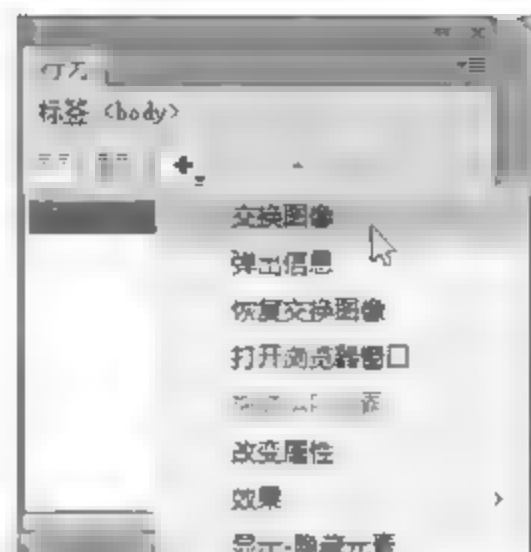 行为
标签 <body>
交换图像
弹出信息
恢复交换图像
打开浏览器窗口
改变属性
效果
显示-隐藏元素